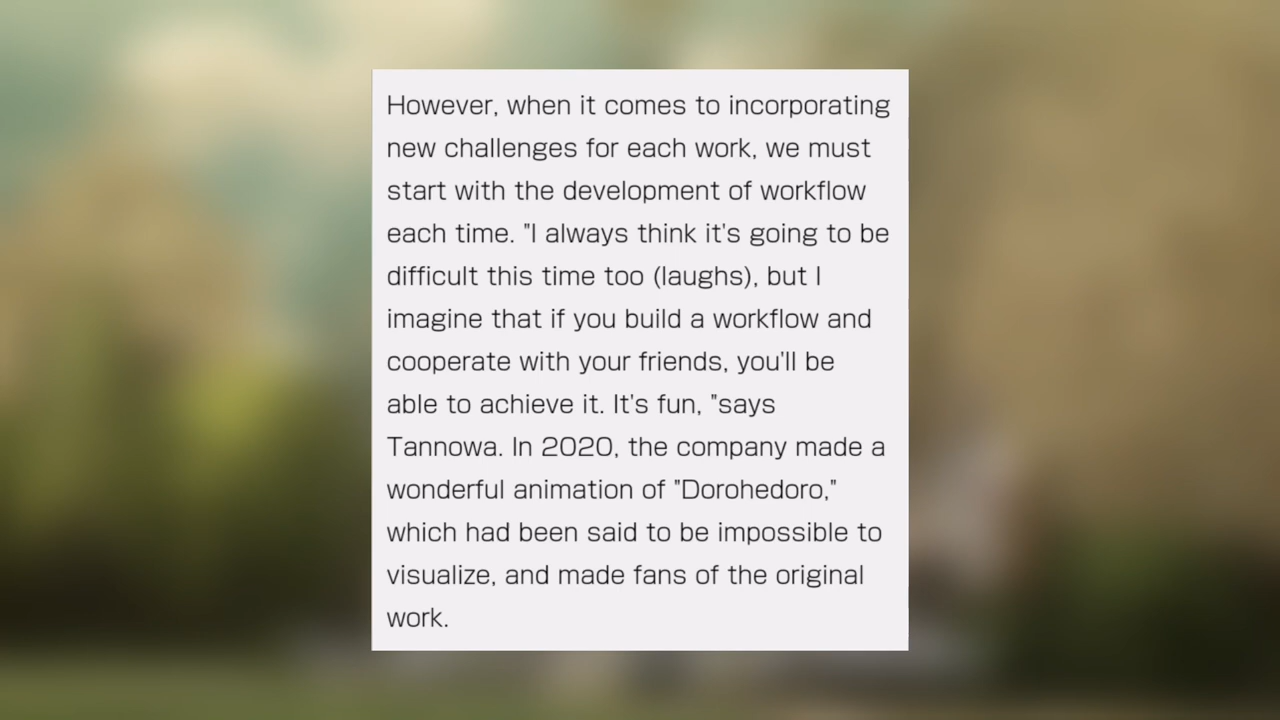 However, when it comes to incorporating
new challenges for each work, we must
start with the development of workflow
each time. "I always think it's going to be
difficult this time too (laughs), but I
imagine that if you build a workflow and
cooperate with your friends, you'll be
able to achieve it. It's fun, "says
Tannowa. In 2020, the company made a
wonderful animation of "Dorohedoro,"
which had been said to be impossible to
visualize, and made fans of the original
work.